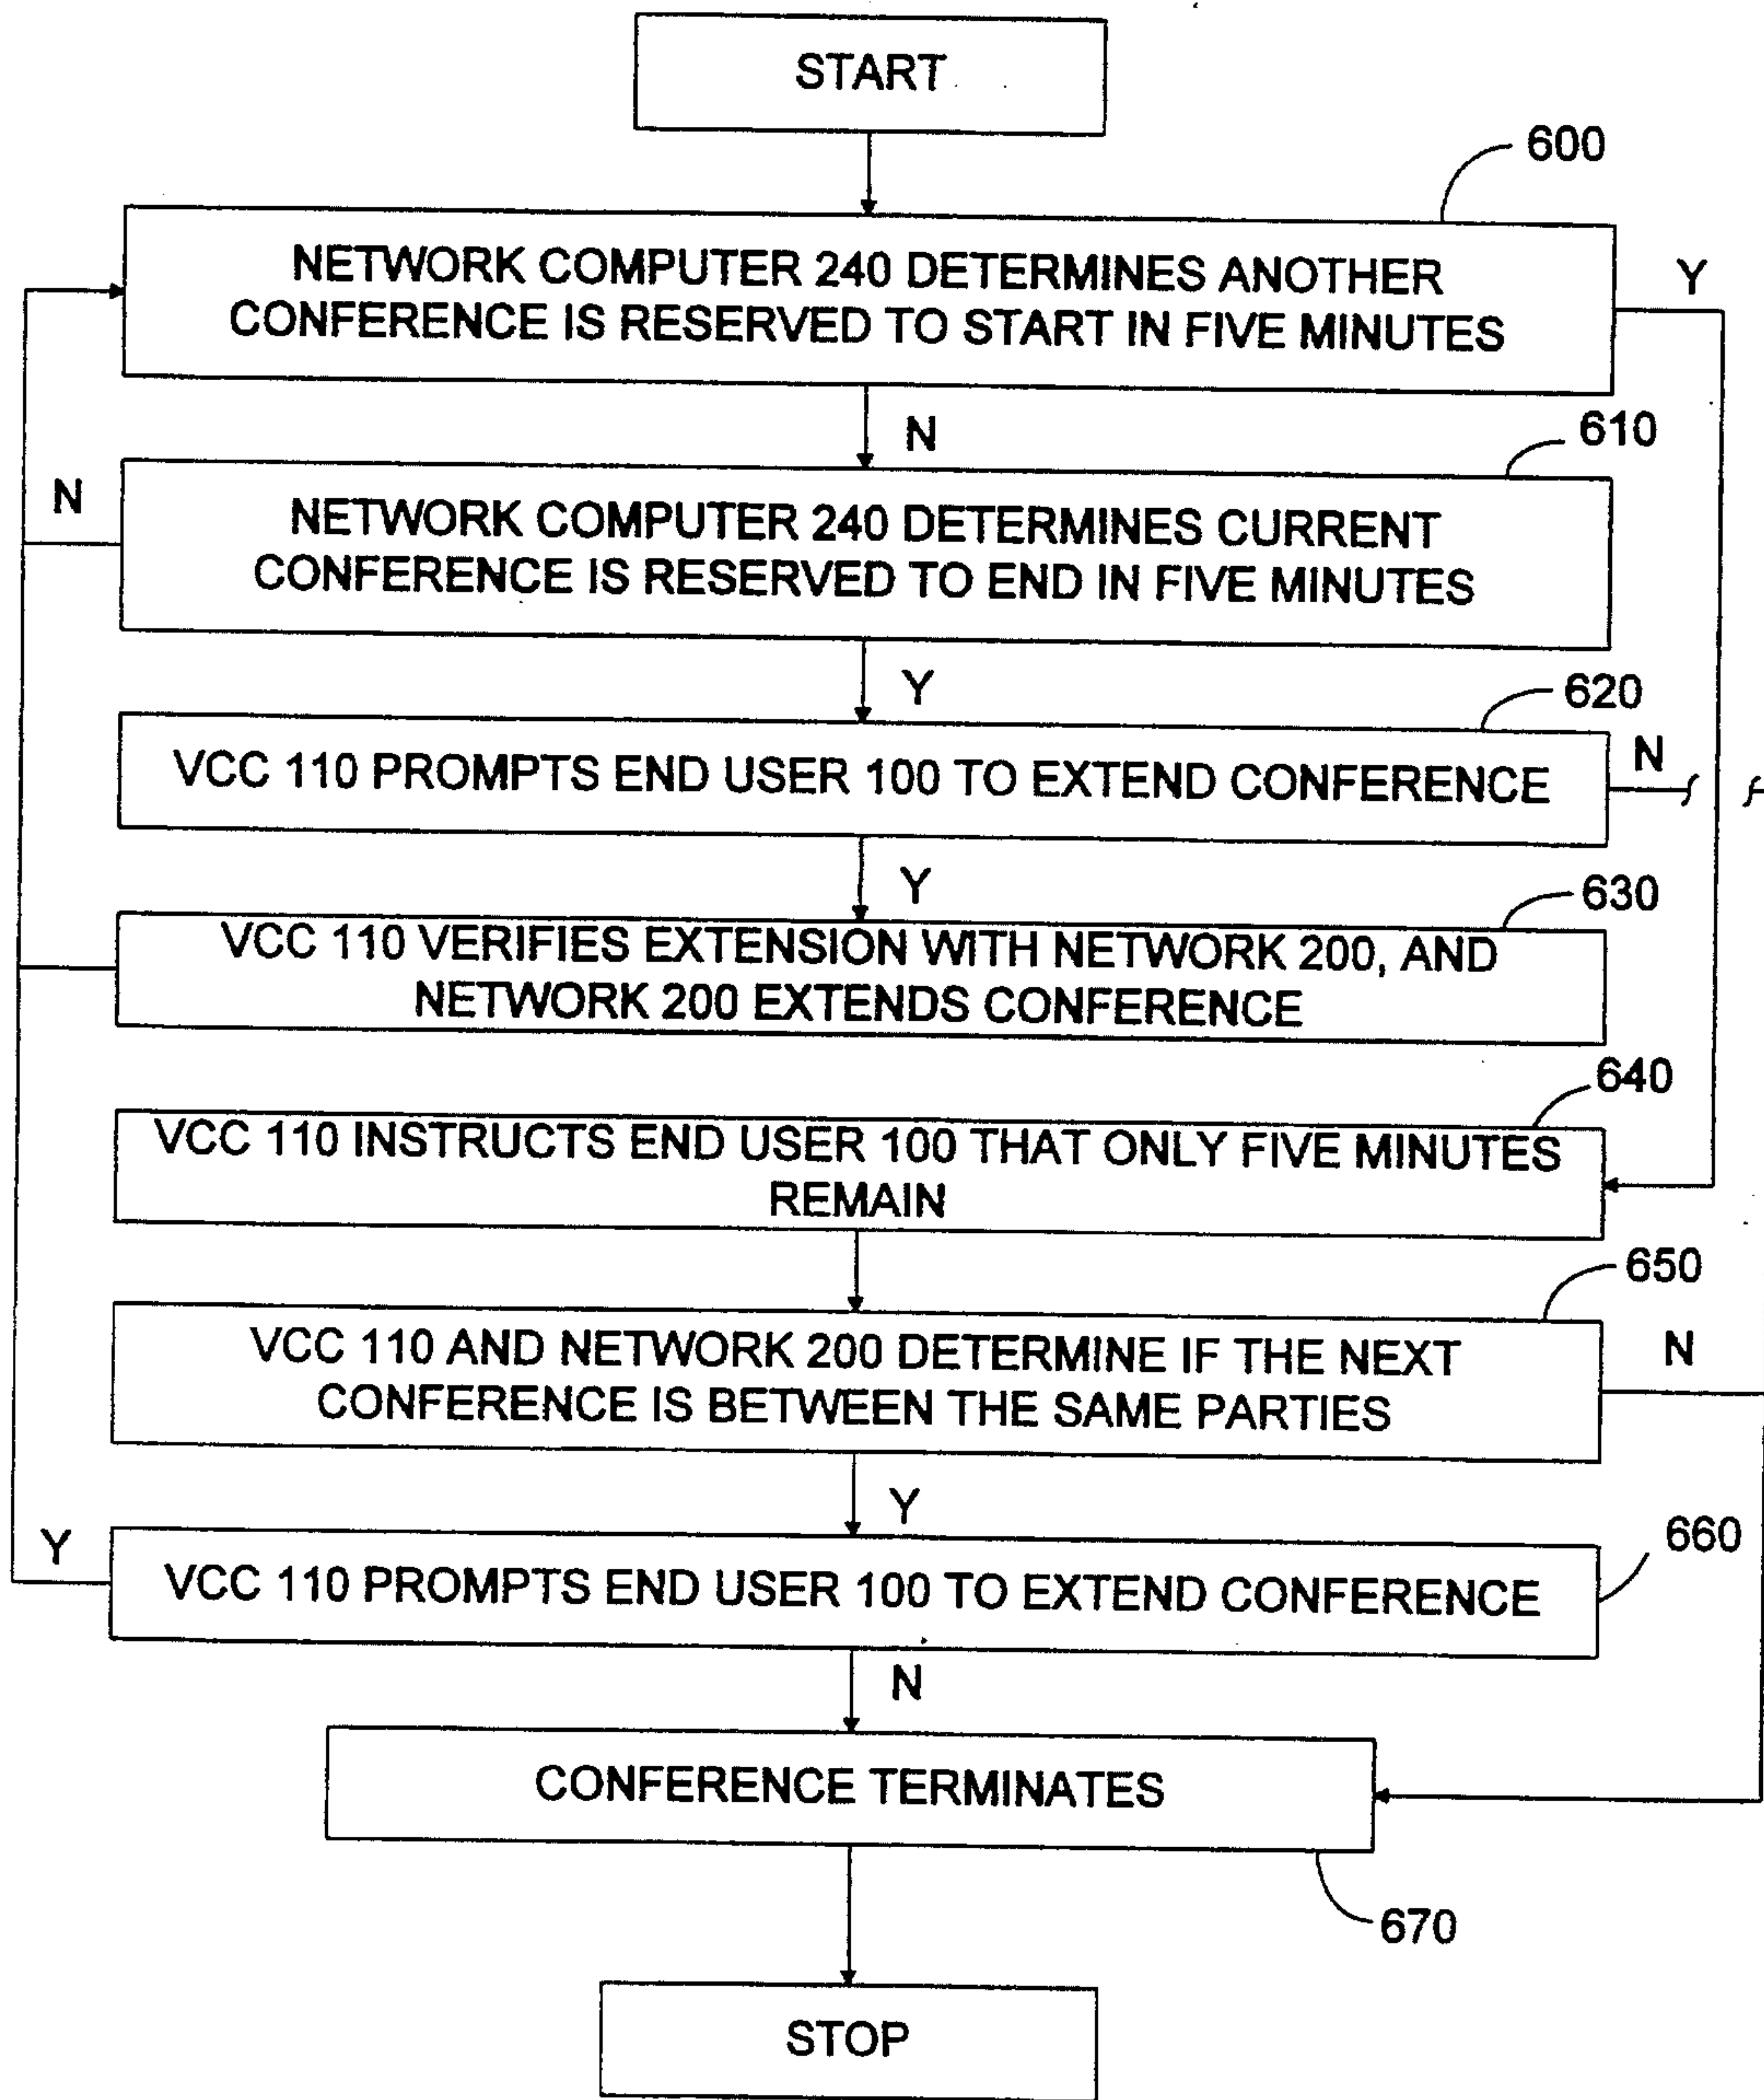 START
600
NETWORK COMPUTER 240 DETERMINES ANOTHER
CONFERENCE IS RESERVED TO START IN FIVE MINUTES
Y
N
610
N
NETWORK COMPUTER 240 DETERMINES CURRENT
CONFERENCE IS RESERVED TO END IN FIVE MINUTES
Y
620
VCC 110 PROMPTS END USER 100 TO EXTEND CONFERENCE
N
Y
630
VCC 110 VERIFIES EXTENSION WITH NETWORK 200, AND
NETWORK 200 EXTENDS CONFERENCE
640
VCC 110 INSTRUCTS END USER 100 THAT ONLY FIVE MINUTES
REMAIN
650
VCC 110 AND NETWORK 200 DETERMINE IF THE NEXT
CONFERENCE IS BETWEEN THE SAME PARTIES
N
Y
660
Y
VCC 110 PROMPTS END USER 100 TO EXTEND CONFERENCE
N
CONFERENCE TERMINATES
670
STOP